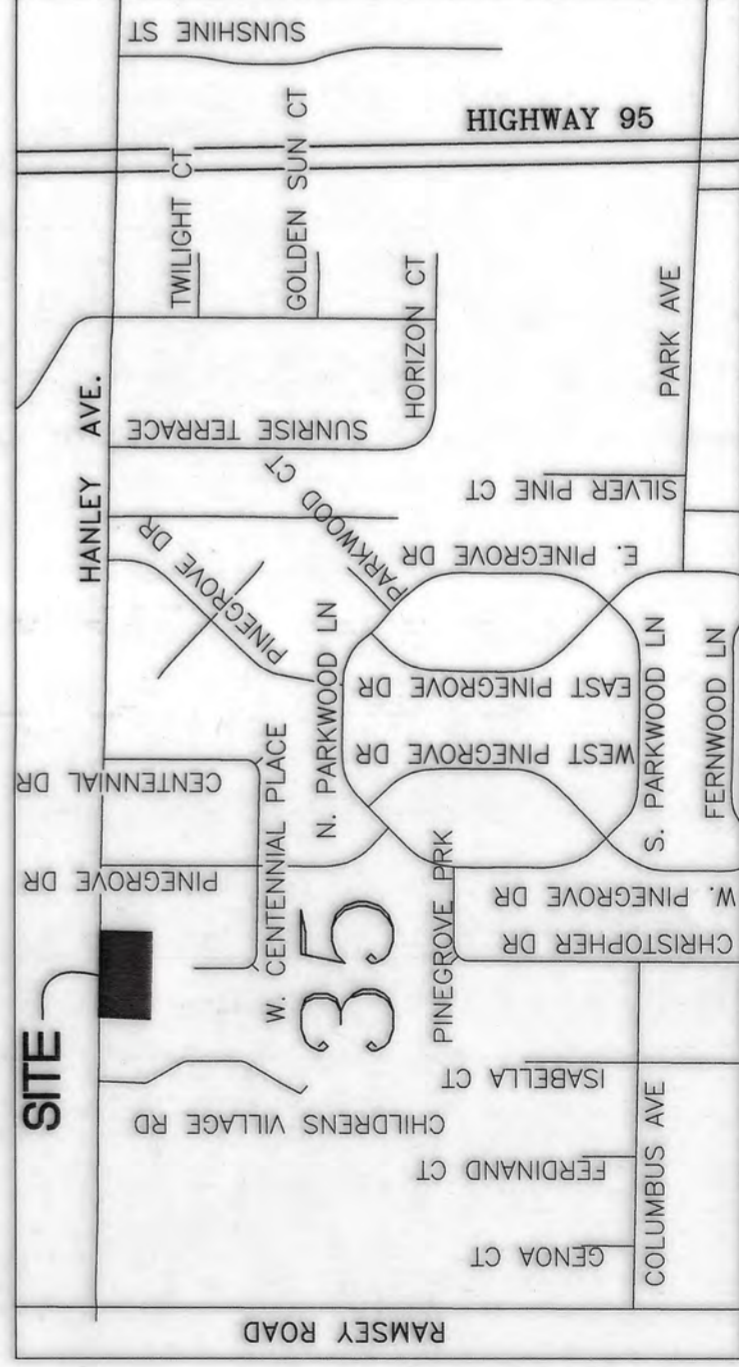 SUNSHINE ST
HIGHWAY 95
TWILIGHT CT
GOLDEN SUN CT
HORIZON CT
PARK AVE
HANLEY AVE.
SUNRISE TERRACE
PARKWOOD CT
SILVER PINE CT
PINEGROVE DR
E. PINEGROVE DR
N. PARKWOOD LN
EAST PINEGROVE DR
WEST PINEGROVE DR
S. PARKWOOD LN
FERNWOOD LN
CENTENNIAL DR
W. CENTENNIAL PLACE
PINEGROVE DR
PINEGROVE PRK
W. PINEGROVE DR
CHRISTOPHER DR
SITE
35
CHILDRENS VILLAGE RD
ISABELLA CT
FERDINAND CT
GENOA CT
COLUMBUS AVE
RAMSEY ROAD